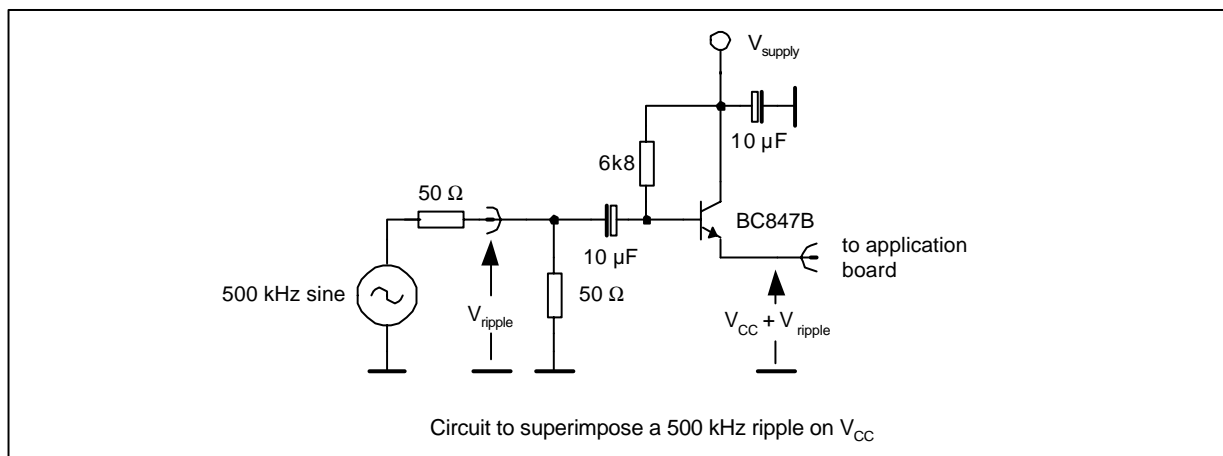 V_supply
10 µF
6k8
50 Ω
BC847B
to application
board
10 µF
50 Ω
500 kHz sine
V_ripple
V_CC + V_ripple
Circuit to superimpose a 500 kHz ripple on V_CC